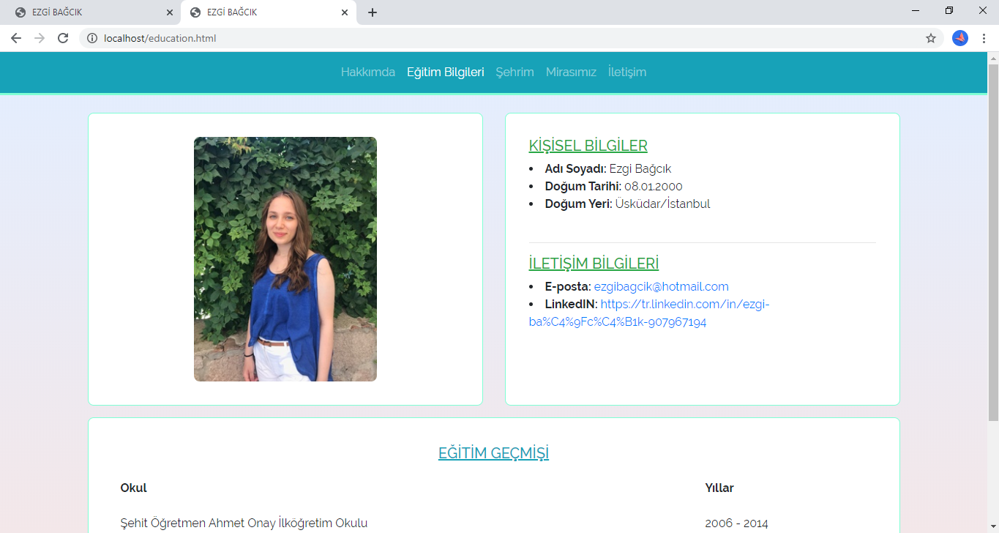 EZGİ BAĞCIK
EZGİ BAĞCIK
localhost/education.html
Hakkımda Eğitim Bilgileri Şehrim Mirasımız İletişim
KİŞİSEL BİLGİLER
• Adı Soyadı: Ezgi Bağcık
• Doğum Tarihi: 08.01.2000
• Doğum Yeri: Üsküdar/İstanbul
İLETİŞİM BİLGİLERİ
• E-posta: ezgibagcik@hotmail.com
• LinkedIN: https://tr.linkedin.com/in/ezgi-
ba%C4%9Fc%C4%B1k-907967194
EĞİTİM GEÇMİŞİ
Okul Yıllar
Şehit Öğretmen Ahmet Onay İlköğretim Okulu 2006 - 2014